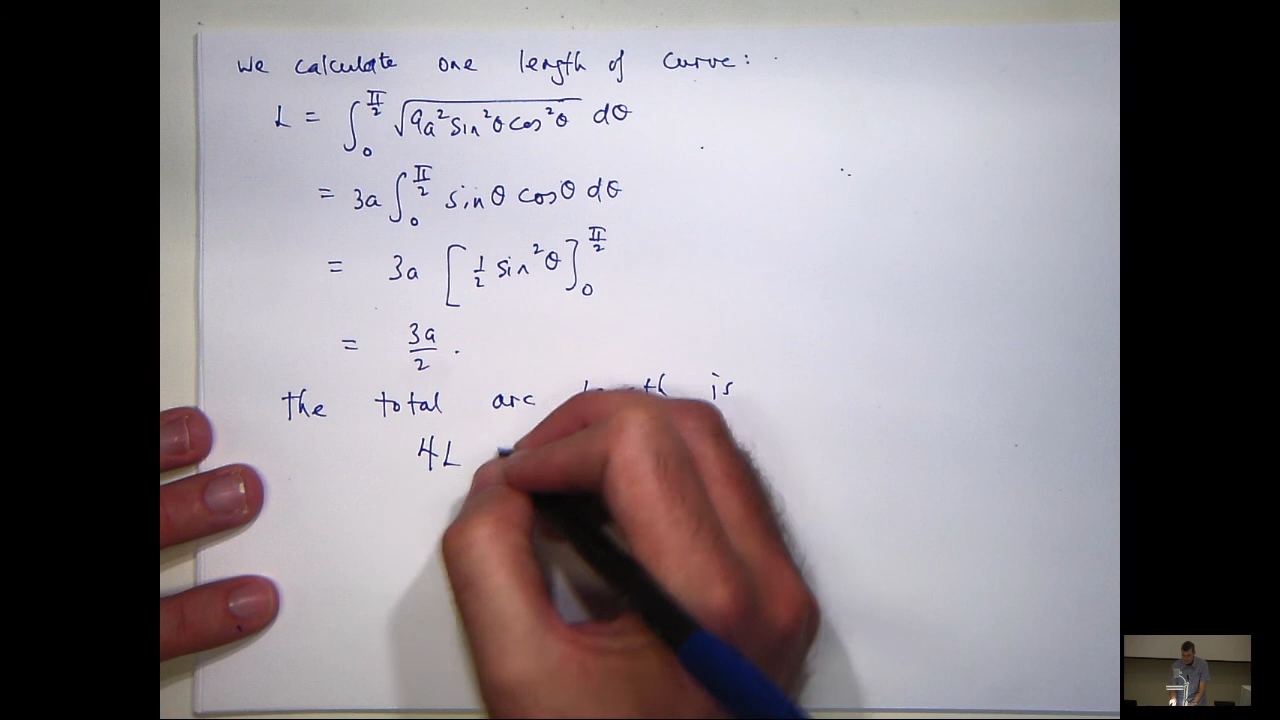 We calculate one length of curve:
L = ∫₀^{π/2} √(9a² sin²θ cos²θ) dθ
= 3a ∫₀^{π/2} sinθ cosθ dθ
= 3a [½ sin²θ]₀^{π/2}
= 3a/2 .
the total arc is
4L